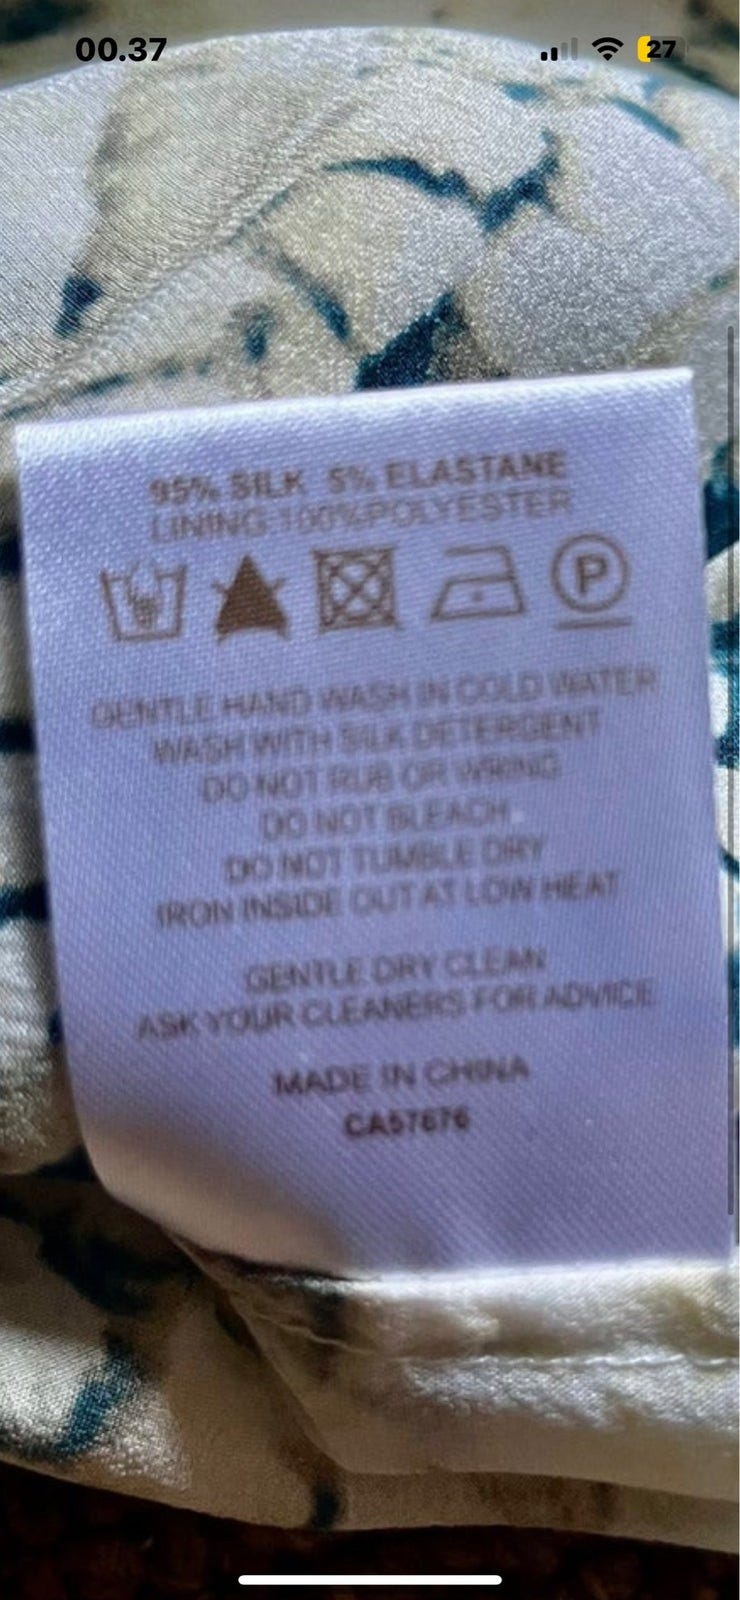 00.37
27
95% SILK 5% ELASTANE
LINING:100%POLYESTER
P
GENTLE HAND WASH IN COLD WATER
WASH WITH SILK DETERGENT
DO NOT RUB OR WRING
DO NOT BLEACH
DO NOT TUMBLE DRY
IRON INSIDE OUT AT LOW HEAT
GENTLE DRY CLEAN
ASK YOUR CLEANERS FOR ADVICE
MADE IN CHINA
CA57676